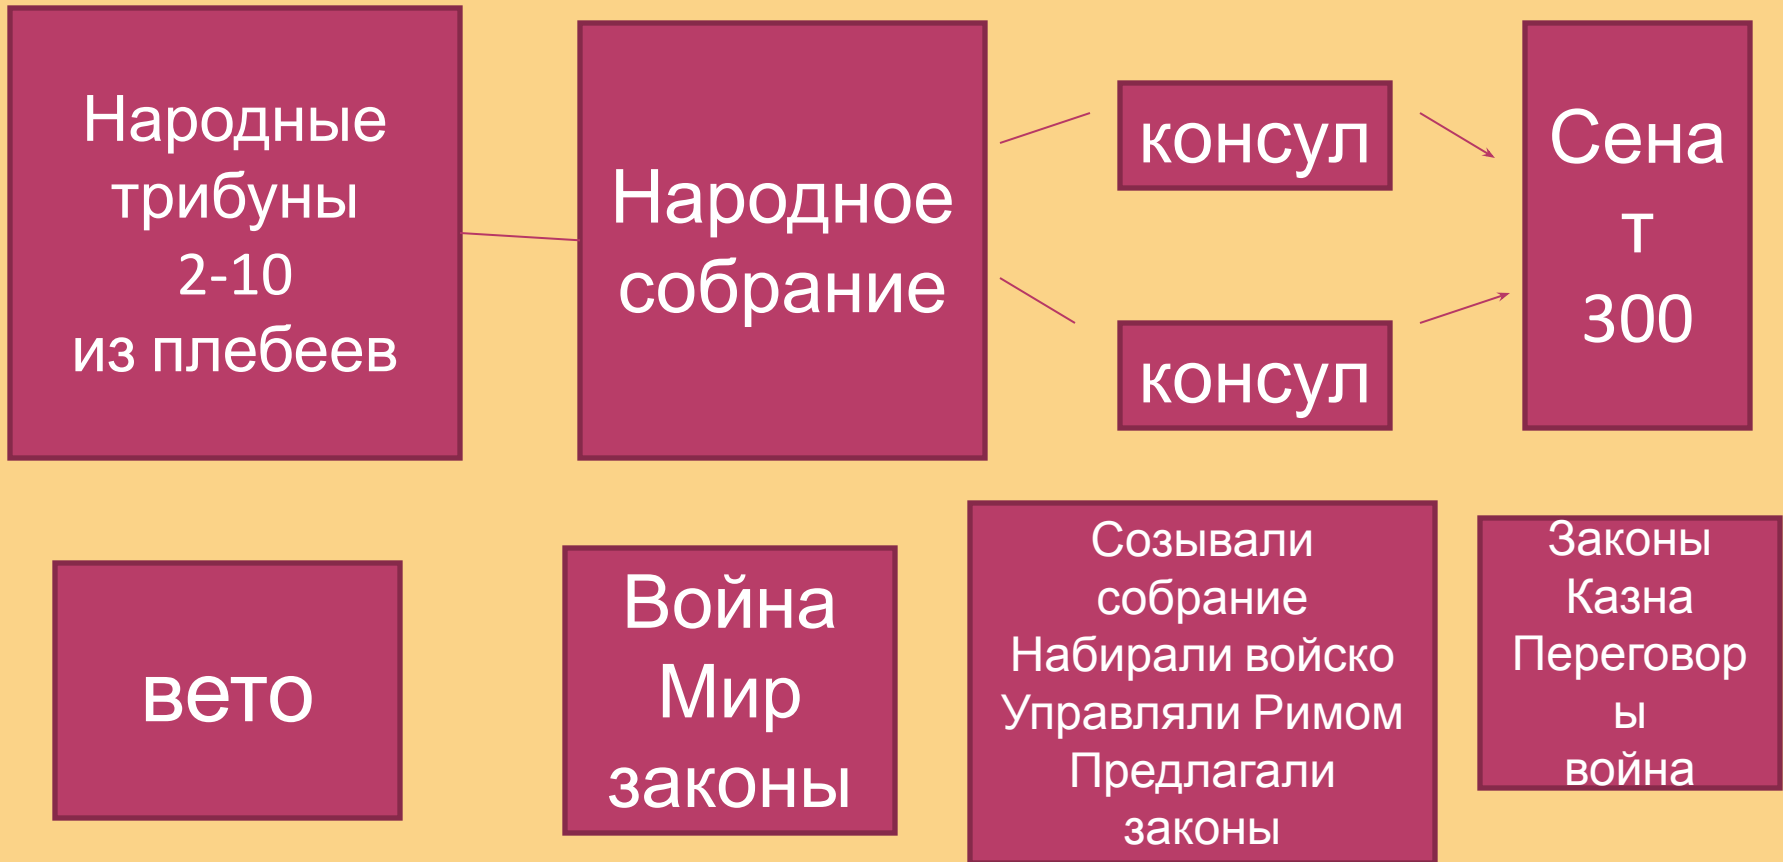 Народные
трибуны
2-10
из плебеев
Народное
собрание
консул
консул
Сена
т
300
вето
Война
Мир
законы
Созывали
собрание
Набирали войско
Управляли Римом
Предлагали
законы
Законы
Казна
Переговор
ы
война